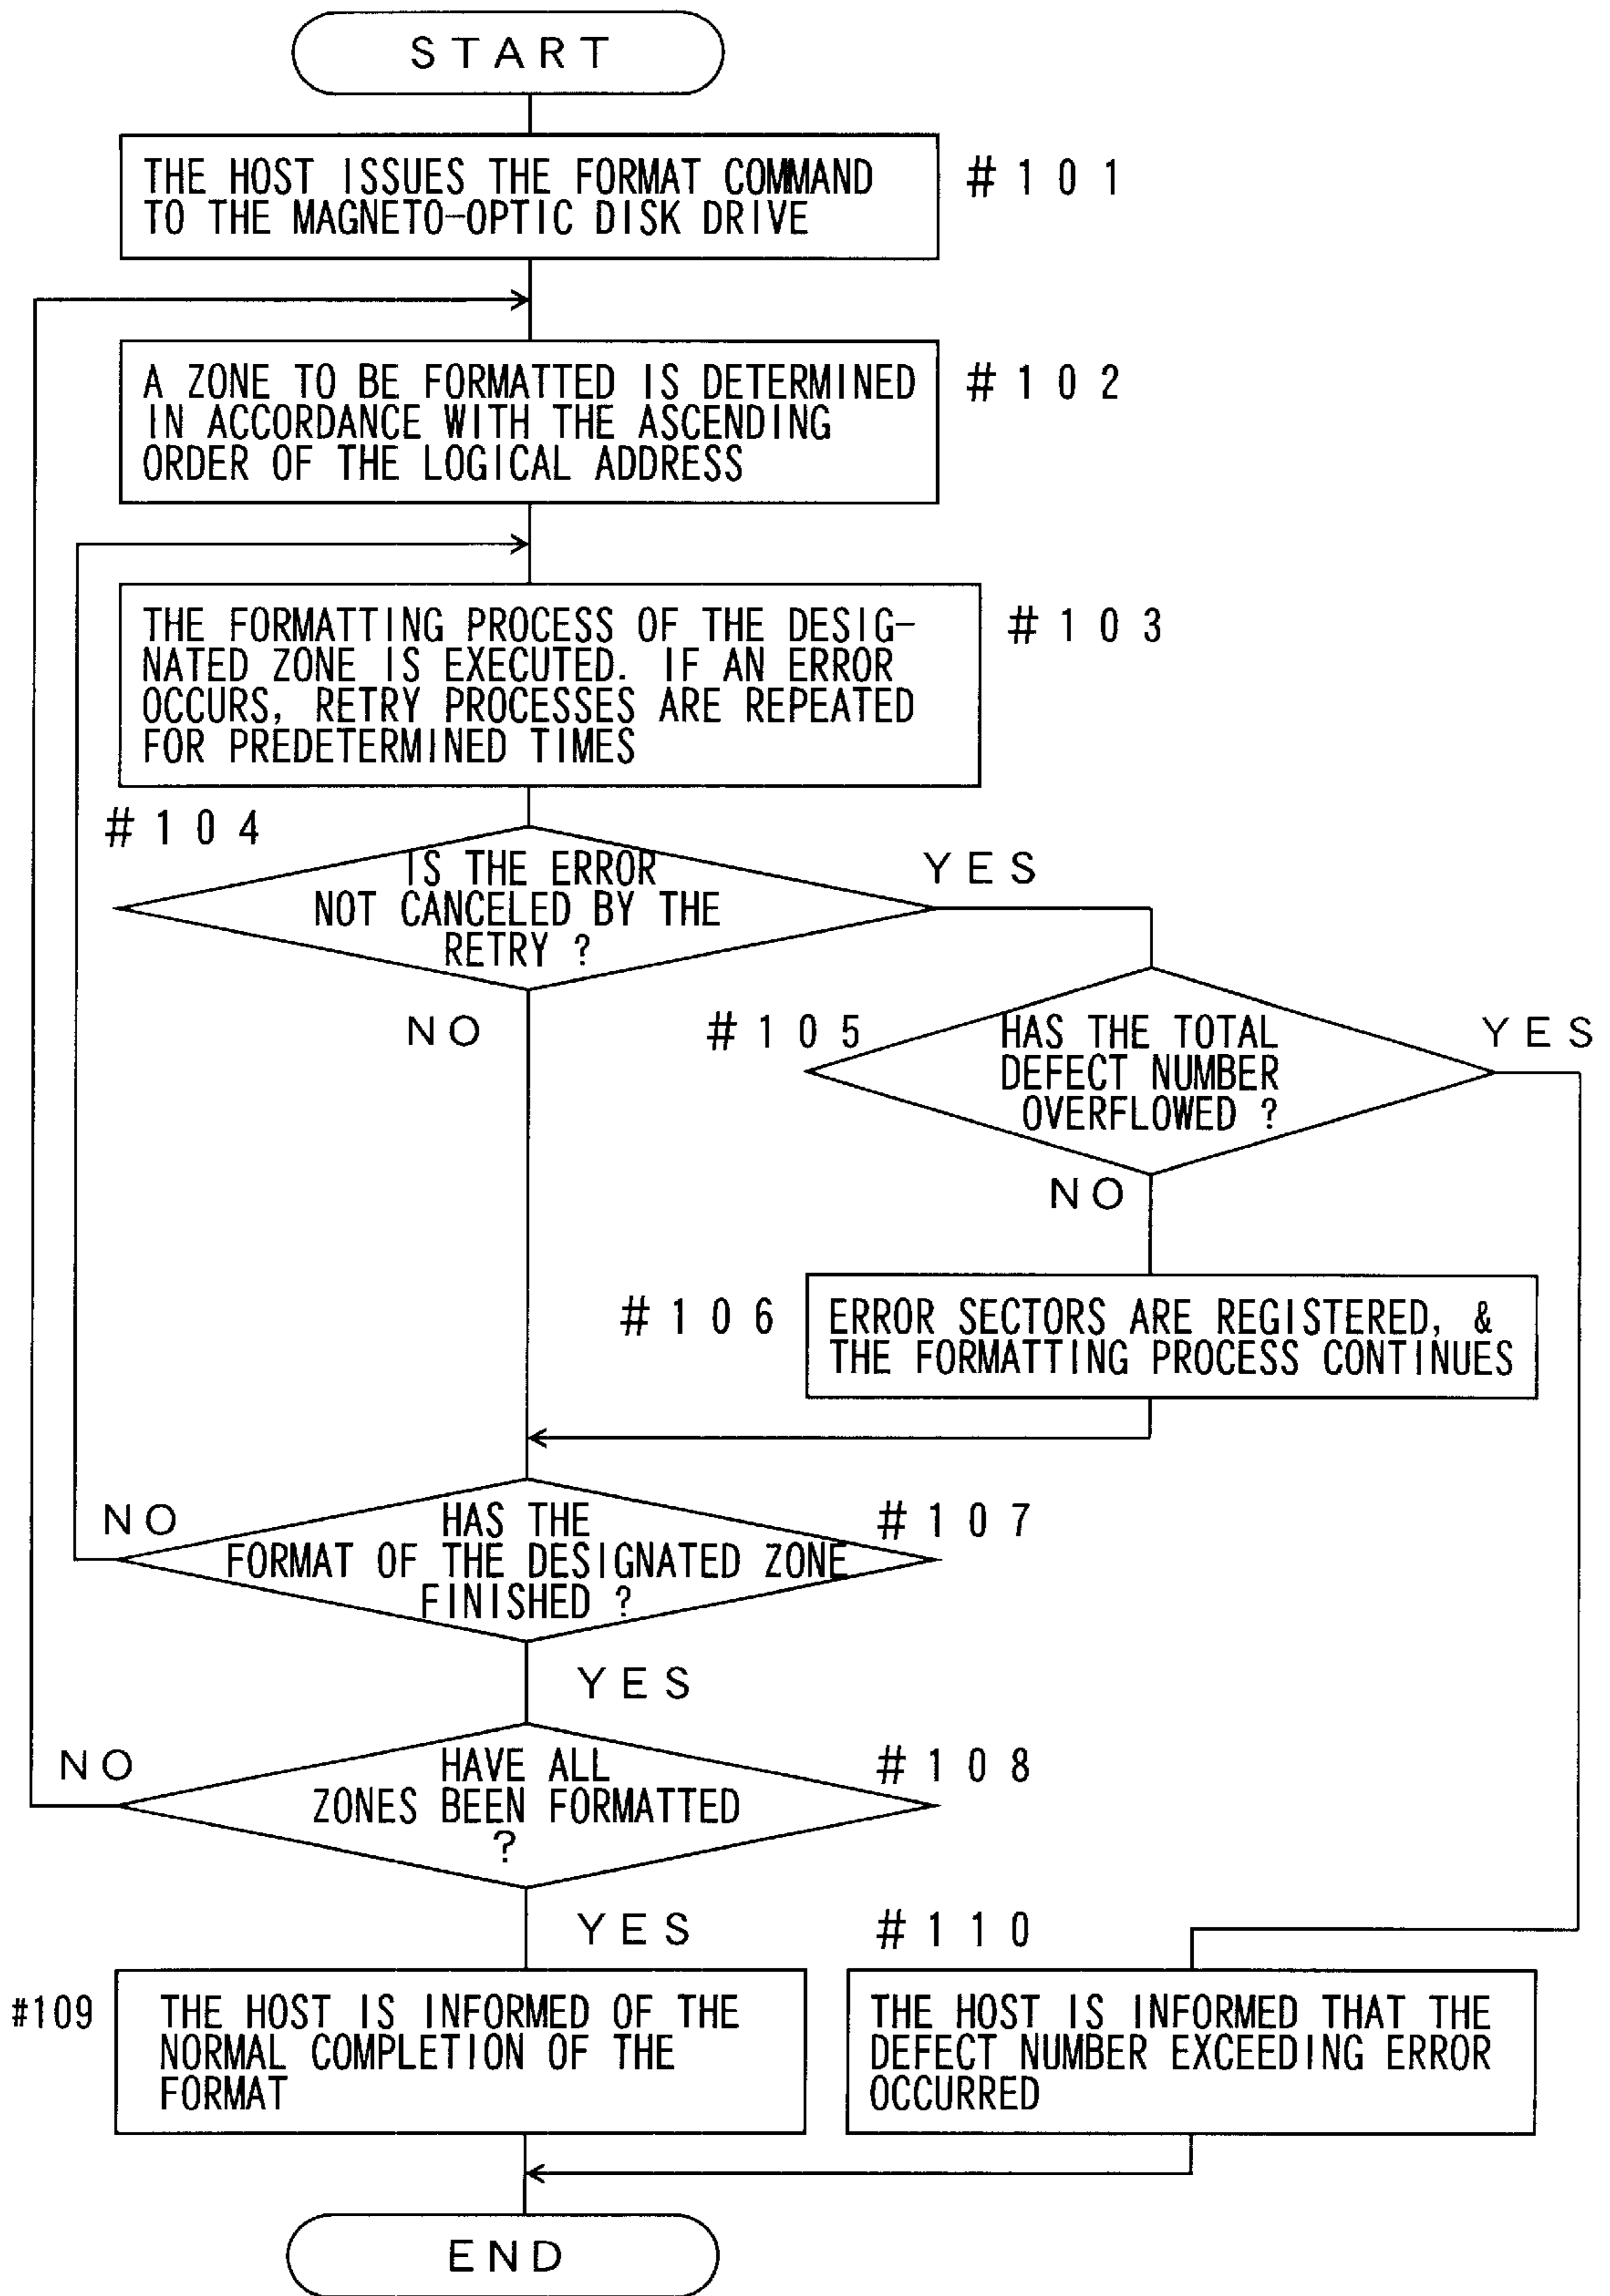 START
THE HOST ISSUES THE FORMAT COMMAND
TO THE MAGNETO-OPTIC DISK DRIVE
#101
A ZONE TO BE FORMATTED IS DETERMINED
IN ACCORDANCE WITH THE ASCENDING
ORDER OF THE LOGICAL ADDRESS
#102
THE FORMATTING PROCESS OF THE DESIG-
NATED ZONE IS EXECUTED. IF AN ERROR
OCCURS, RETRY PROCESSES ARE REPEATED
FOR PREDETERMINED TIMES
#103
#104
IS THE ERROR
NOT CANCELED BY THE
RETRY ?
YES
NO
#105
HAS THE TOTAL
DEFECT NUMBER
OVERFLOWED ?
YES
NO
#106
ERROR SECTORS ARE REGISTERED, &
THE FORMATTING PROCESS CONTINUES
NO
HAS THE
FORMAT OF THE DESIGNATED ZONE
FINISHED ?
#107
YES
NO
HAVE ALL
ZONES BEEN FORMATTED
?
#108
YES
#109
THE HOST IS INFORMED OF THE
NORMAL COMPLETION OF THE
FORMAT
#110
THE HOST IS INFORMED THAT THE
DEFECT NUMBER EXCEEDING ERROR
OCCURRED
END